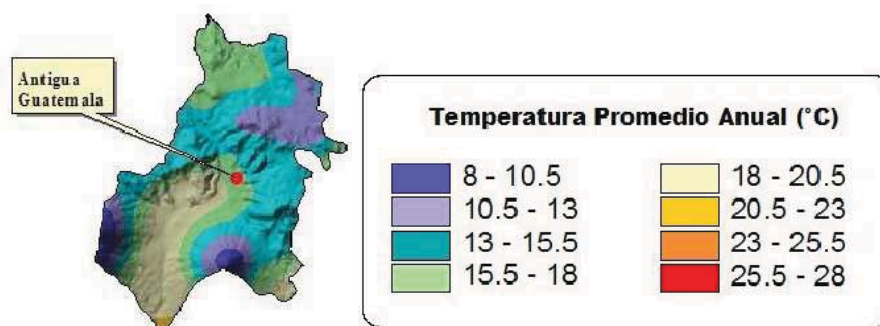 Antigua
Guatemala
Temperatura Promedio Anual (°C)
8 - 10.5
10.5 - 13
13 - 15.5
15.5 - 18
18 - 20.5
20.5 - 23
23 - 25.5
25.5 - 28